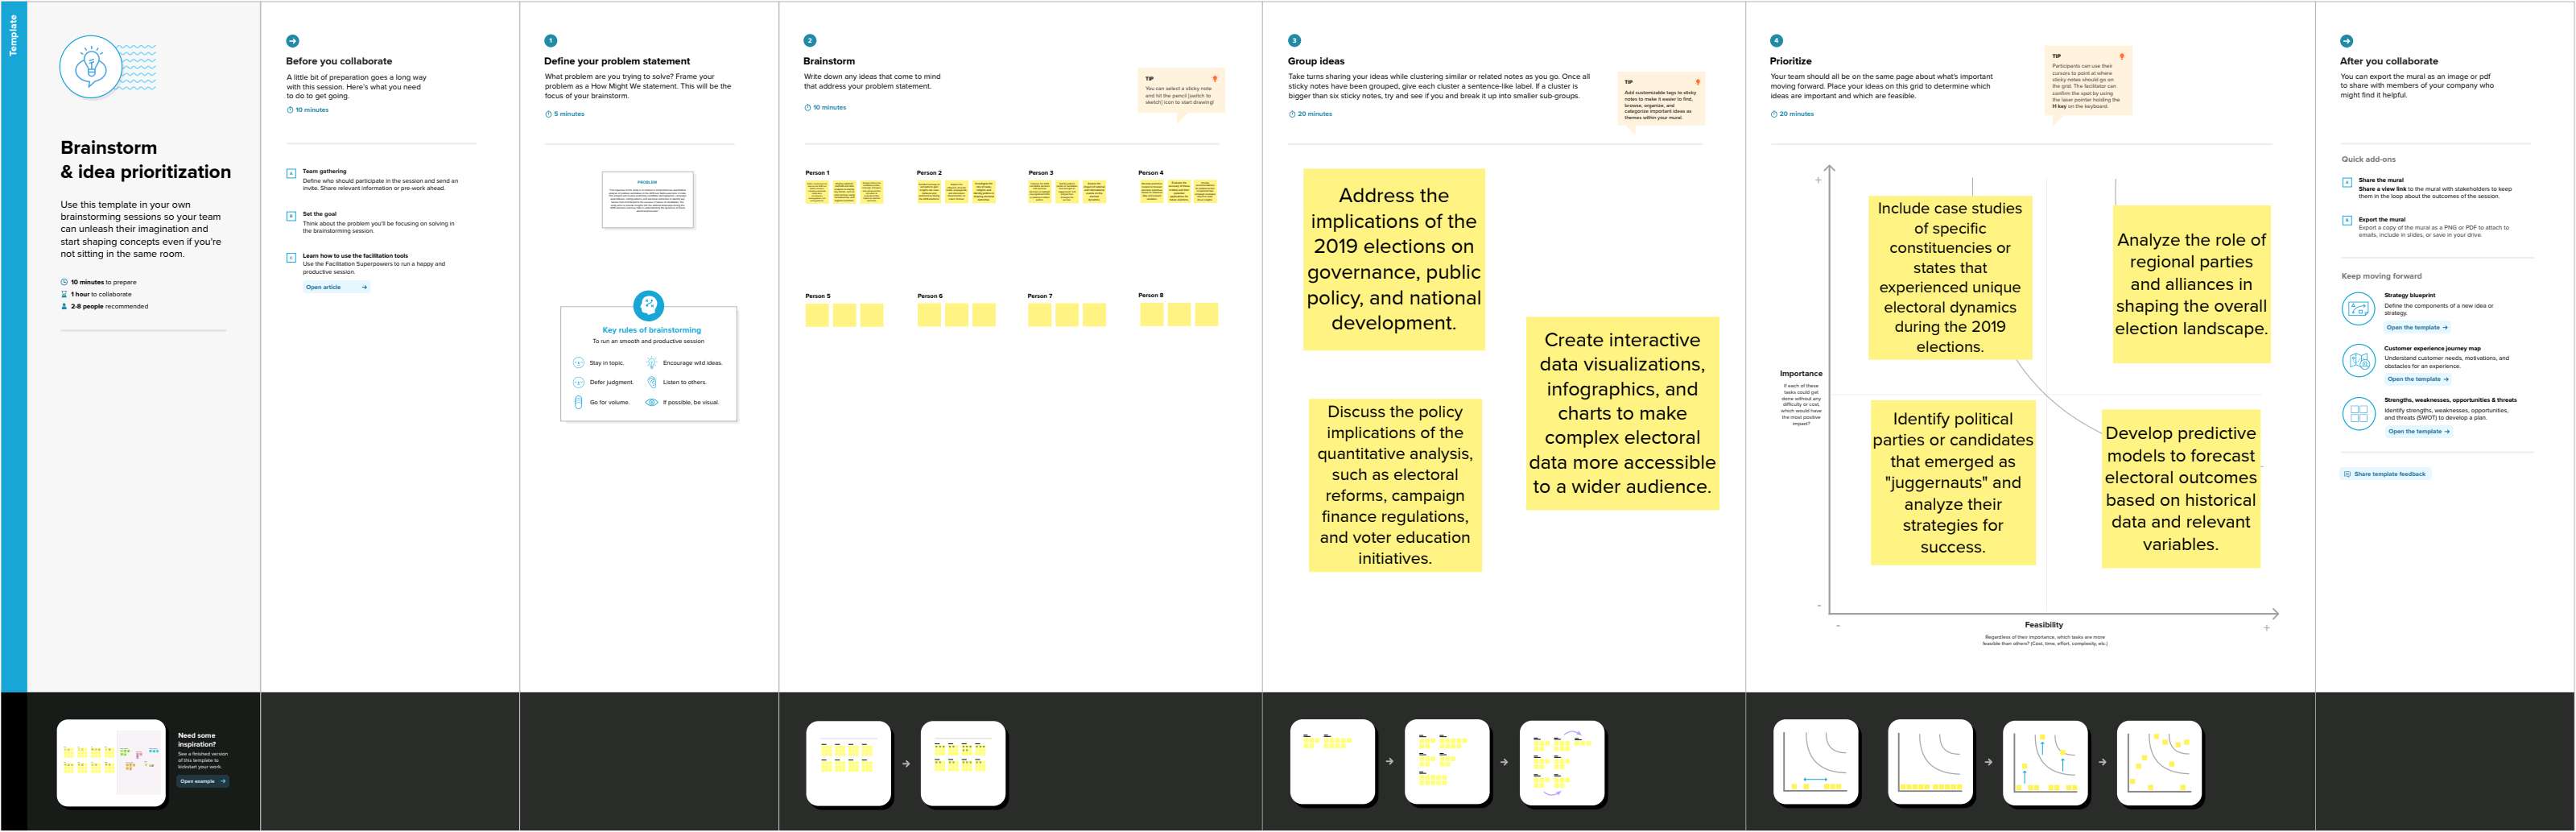 Template
Brainstorm
& idea prioritization
Use this template in your own
brainstorming sessions so your team
can unleash their imagination and
start shaping concepts even if you're
not sitting in the same room.
10 minutes to prepare
1 hour to collaborate
2-8 people recommended
Need some
inspiration?
See a finished version
of this template to
kickstart your work.
Open example
Before you collaborate
A little bit of preparation goes a long way
with this session. Here's what you need
to do to get going.
10 minutes
A
Team gathering
Define who should participate in the session and send an
invite. Share relevant information or pre-work ahead.
B
Set the goal
Think about the problem you'll be focusing on solving in
the brainstorming session.
C
Learn how to use the facilitation tools
Use the Facilitation Superpowers to run a happy and
productive session.
Open article
1
Define your problem statement
What problem are you trying to solve? Frame your
problem as a How Might We statement. This will be the
focus of your brainstorm.
5 minutes
PROBLEM
Key rules of brainstorming
To run an smooth and productive session
Stay in topic.
Encourage wild ideas.
Defer judgment.
Listen to others.
Go for volume.
If possible, be visual.
2
Brainstorm
Write down any ideas that come to mind
that address your problem statement.
10 minutes
TIP
You can select a sticky note
and hit the pencil [switch to
sketch] icon to start drawing!
Person 1
Person 2
Person 3
Person 4
Person 5
Person 6
Person 7
Person 8
3
Group ideas
Take turns sharing your ideas while clustering similar or related notes as you go. Once all
sticky notes have been grouped, give each cluster a sentence-like label. If a cluster is
bigger than six sticky notes, try and see if you and break it up into smaller sub-groups.
20 minutes
TIP
Add customizable tags to sticky
notes to make it easier to find,
browse, organize, and
categorize important ideas as
themes within your mural.
Address the
implications of the
2019 elections on
governance, public
policy, and national
development.
Create interactive
data visualizations,
infographics, and
charts to make
complex electoral
data more accessible
to a wider audience.
Discuss the policy
implications of the
quantitative analysis,
such as electoral
reforms, campaign
finance regulations,
and voter education
initiatives.
4
Prioritize
Your team should all be on the same page about what's important
moving forward. Place your ideas on this grid to determine which
ideas are important and which are feasible.
20 minutes
TIP
Participants can use their
cursors to point at where
sticky notes should go on
the grid. The facilitator can
confirm the spot by using
the laser pointer holding the
H key on the keyboard.
+
Include case studies
of specific
constituencies or
states that
experienced unique
electoral dynamics
during the 2019
elections.
Analyze the role of
regional parties
and alliances in
shaping the overall
election landscape.
Importance
If each of these
tasks could get
done without any
difficulty or cost,
which would have
the most positive
impact?
Identify political
parties or candidates
that emerged as
"juggernauts" and
analyze their
strategies for
success.
Develop predictive
models to forecast
electoral outcomes
based on historical
data and relevant
variables.
-
-
Feasibility
+
Regardless of their importance, which tasks are more
feasible than others? (Cost, time, effort, complexity, etc.)
After you collaborate
You can export the mural as an image or pdf
to share with members of your company who
might find it helpful.
Quick add-ons
A
Share the mural
Share a view link to the mural with stakeholders to keep
them in the loop about the outcomes of the session.
B
Export the mural
Export a copy of the mural as a PNG or PDF to attach to
emails, include in slides, or save in your drive.
Keep moving forward
Strategy blueprint
Define the components of a new idea or
strategy.
Open the template
Customer experience journey map
Understand customer needs, motivations, and
obstacles for an experience.
Open the template
Strengths, weaknesses, opportunities & threats
Identify strengths, weaknesses, opportunities,
and threats (SWOT) to develop a plan.
Open the template
Share template feedback